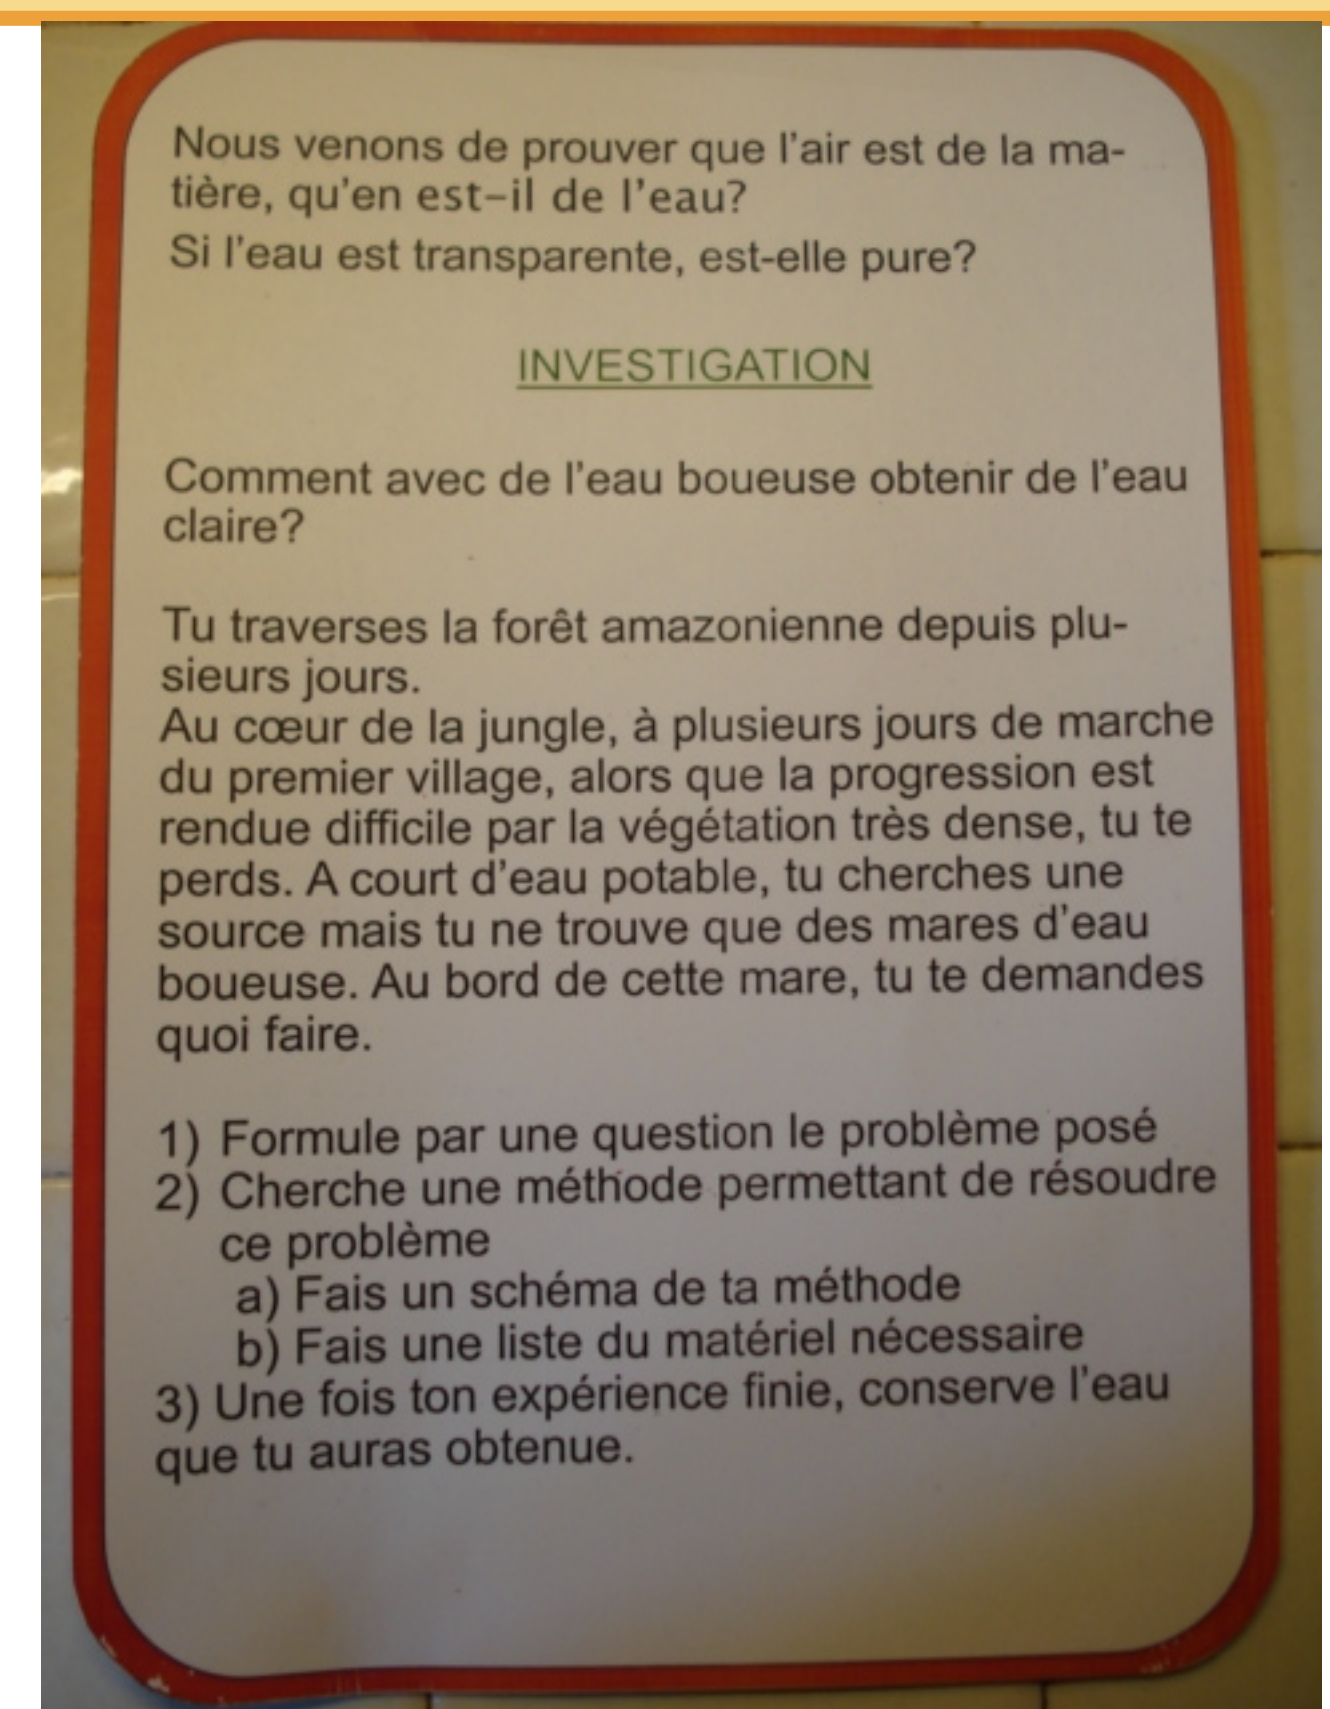 Nous venons de prouver que l'air est de la ma-
tière, qu'en est-il de l'eau?
Si l'eau est transparente, est-elle pure?
INVESTIGATION
Comment avec de l'eau boueuse obtenir de l'eau
claire?
Tu traverses la forêt amazonienne depuis plu-
sieurs jours.
Au cœur de la jungle, à plusieurs jours de marche
du premier village, alors que la progression est
rendue difficile par la végétation très dense, tu te
perds. A court d'eau potable, tu cherches une
source mais tu ne trouve que des mares d'eau
boueuse. Au bord de cette mare, tu te demandes
quoi faire.
1) Formule par une question le problème posé
2) Cherche une méthode permettant de résoudre
ce problème
a) Fais un schéma de ta méthode
b) Fais une liste du matériel nécessaire
3) Une fois ton expérience finie, conserve l'eau
que tu auras obtenue.